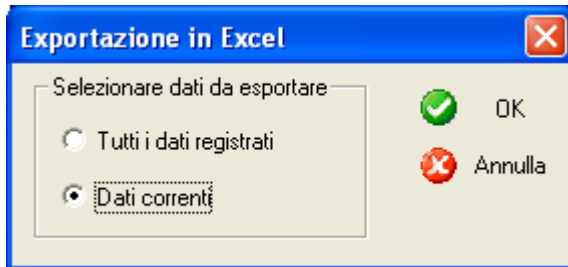 Exportazione in Excel
Selezionare dati da esportare
Tutti i dati registrati
Dati correnti
OK
Annulla